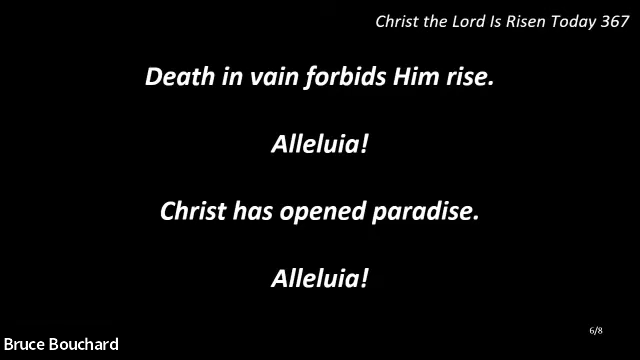 Christ the Lord Is Risen Today 367
Death in vain forbids Him rise.
Alleluia!
Christ has opened paradise.
Alleluia!
6/8
Bruce Bouchard